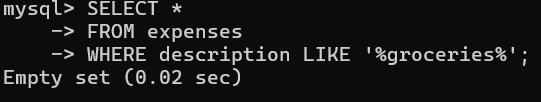 mysql> SELECT *
    -> FROM expenses
    -> WHERE description LIKE '%groceries%';
Empty set (0.02 sec)